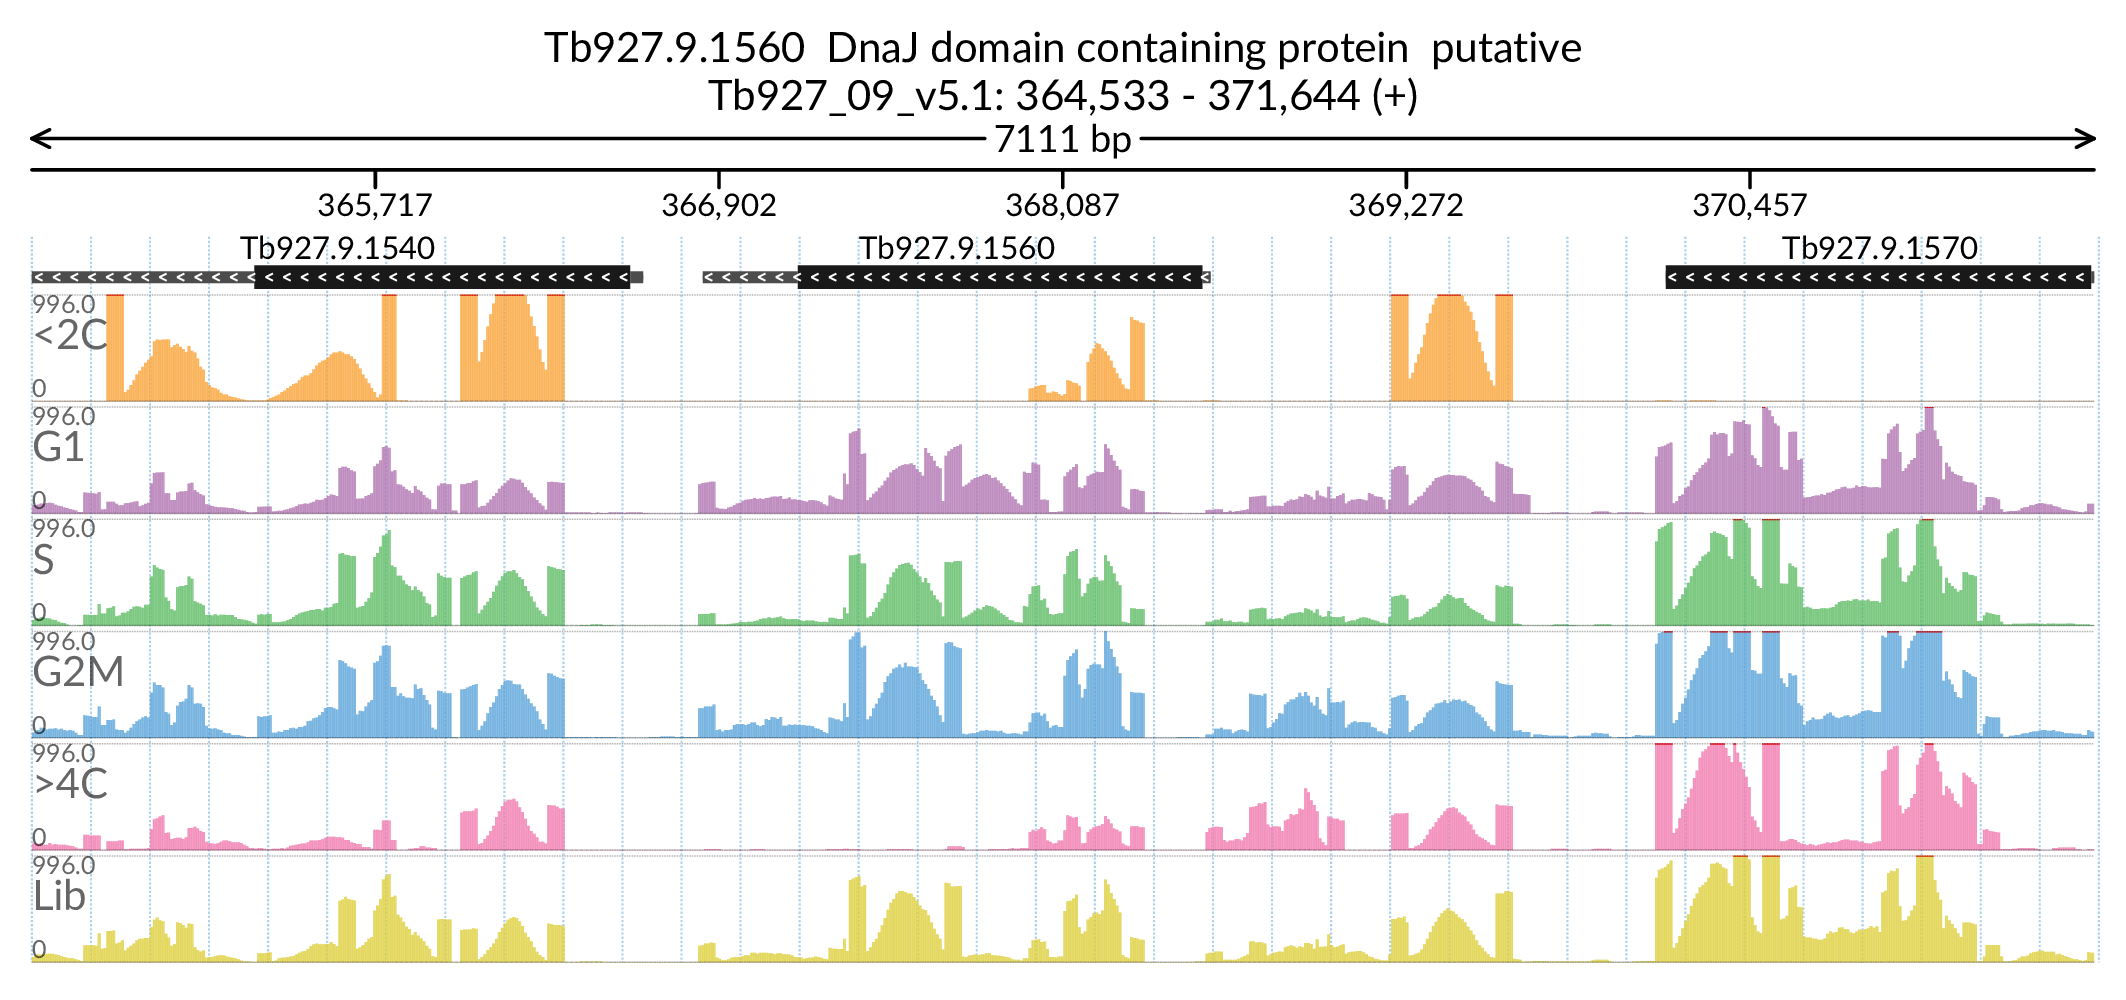 Tb927.9.1560  DnaJ domain containing protein  putative
Tb927_09_v5.1: 364,533 - 371,644 (+)
7111 bp
365,717 366,902 368,087 369,272 370,457
Tb927.9.1540 Tb927.9.1560 Tb927.9.1570
996.0
<2C
0
996.0
G1
0
996.0
S
0
996.0
G2M
0
996.0
>4C
0
996.0
Lib
0